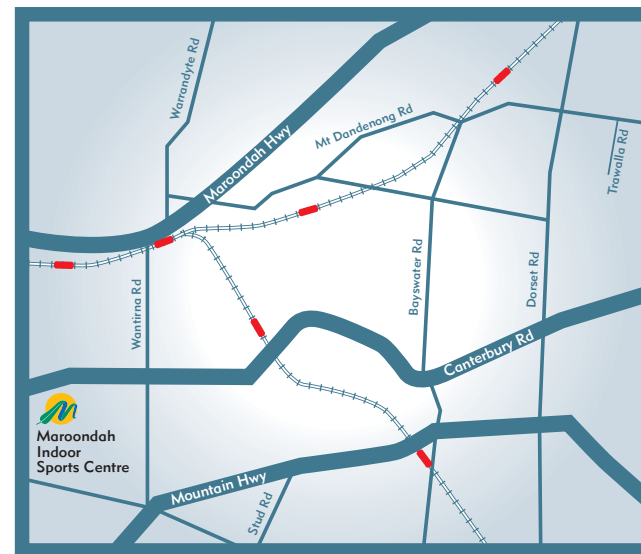 Warrandyte Rd
Maroondah Hwy
Mt Dandenong Rd
Trawalla Rd
Wantirna Rd
Bayswater Rd
Dorset Rd
Canterbury Rd
Maroondah
Indoor
Sports Centre
Mountain Hwy
Stud Rd